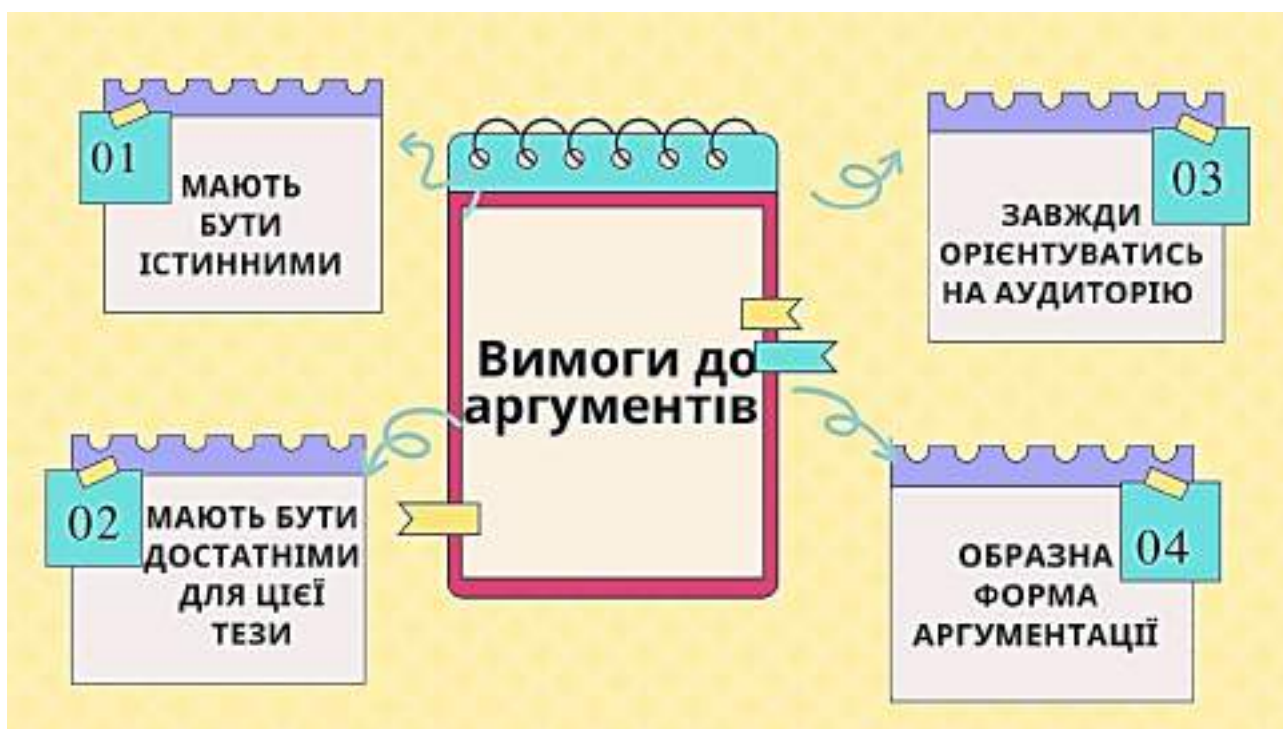 Вимоги до
аргументів
01
МАЮТЬ
БУТИ
ІСТИННИМИ
02
МАЮТЬ БУТИ
ДОСТАТНІМИ
ДЛЯ ЦІЄЇ
ТЕЗИ
03
ЗАВЖДИ
ОРІЄНТУВАТИСЬ
НА АУДИТОРІЮ
04
ОБРАЗНА
ФОРМА
АРГУМЕНТАЦІЇ